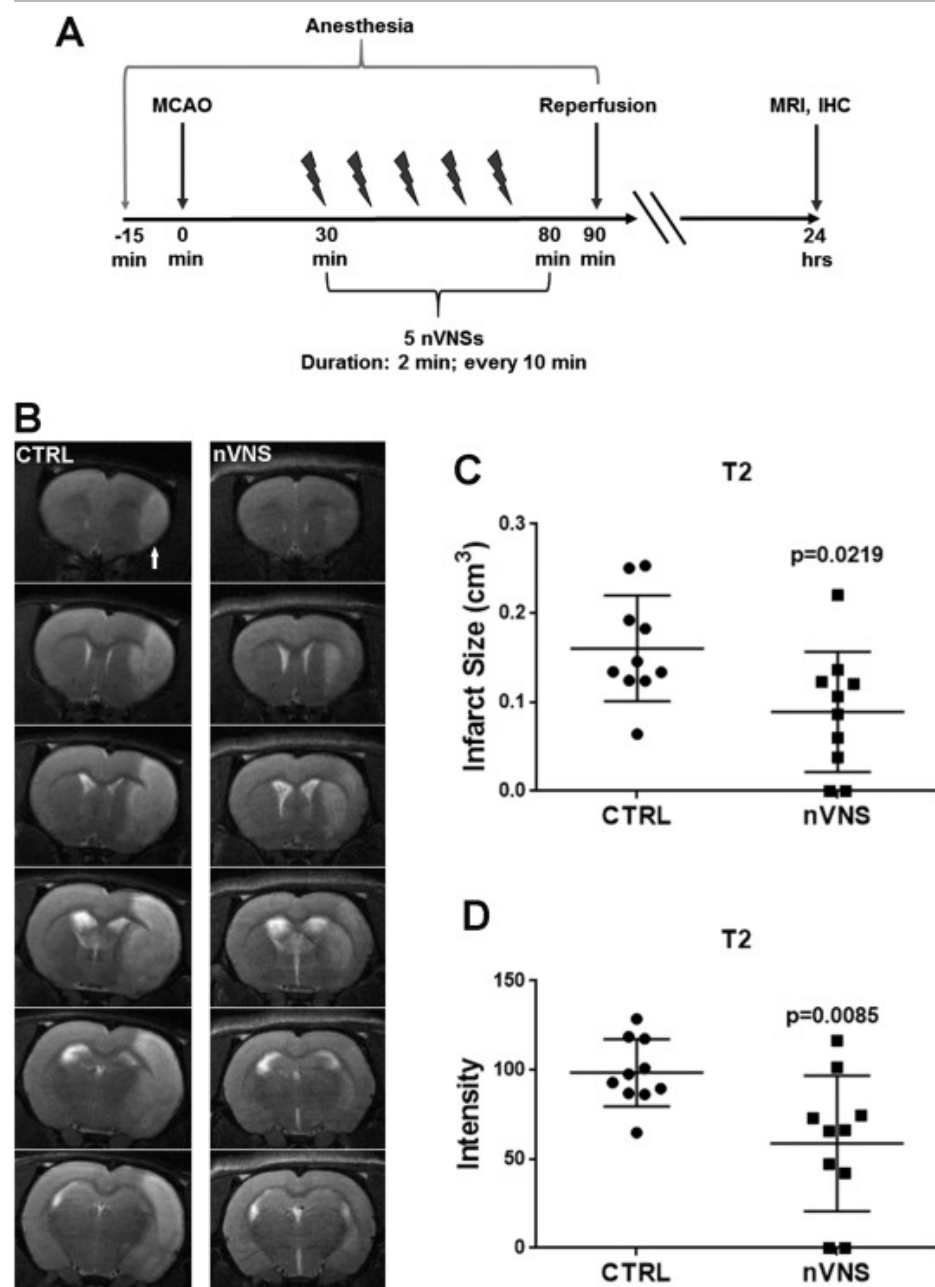 A
Anesthesia
MCAO
Reperfusion
MRI, IHC
-15 0 30 80 90 24
min min min min min hrs
5 nVNSs
Duration: 2 min; every 10 min
B
CTRL nVNS
C
T2
Infarct Size (cm³)
0.3
0.2
0.1
0.0
p=0.0219
CTRL nVNS
D
T2
Intensity
150
100
50
0
p=0.0085
CTRL nVNS